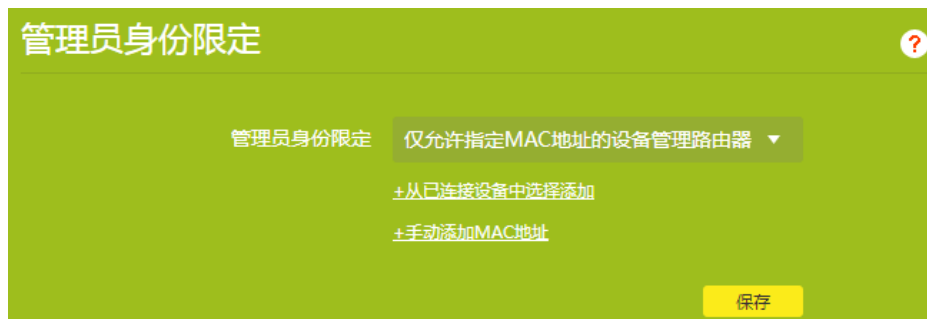 管理员身份限定
?
管理员身份限定 仅允许指定MAC地址的设备管理路由器
+从已连接设备中选择添加
+手动添加MAC地址
保存